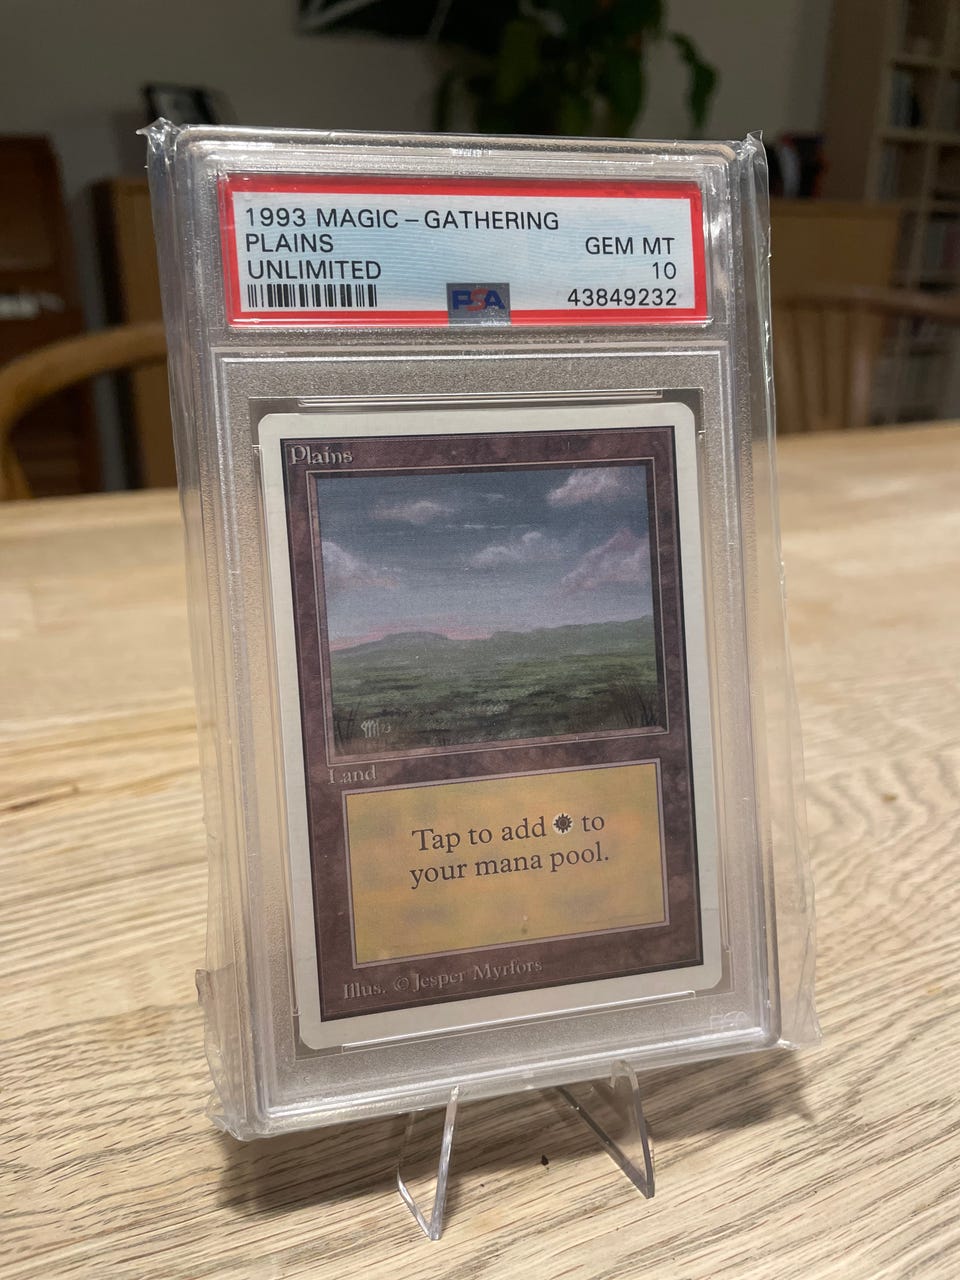 1993 MAGIC – GATHERING
PLAINS
GEM MT
UNLIMITED
10
PSA
43849232
Plains
Land
Tap to add to
your mana pool.
Illus. © Jesper Myrfors